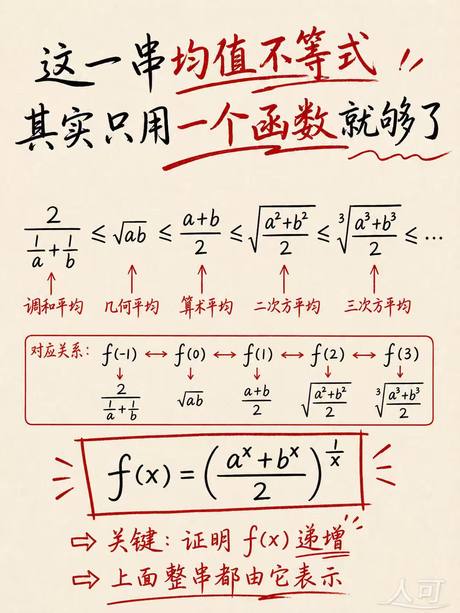 这一串均值不等式!!
其实只用一个函数就够了
2/(1/a+1/b) ≤ √(ab) ≤ (a+b)/2 ≤ √((a²+b²)/2) ≤ ³√((a³+b³)/2) ≤ …
↑ ↑ ↑ ↑ ↑
调和平均 几何平均 算术平均 二次方平均 三次方平均
对应关系: f(-1) ↔ f(0) ↔ f(1) ↔ f(2) ↔ f(3)
↓ ↓ ↓ ↓ ↓
2/(1/a+1/b) √(ab) (a+b)/2 √((a²+b²)/2) ³√((a³+b³)/2)
f(x) = ((aˣ+bˣ)/2)^(1/x)
⇨ 关键: 证明 f(x) 递增
⇨ 上面整串都由它表示
人可